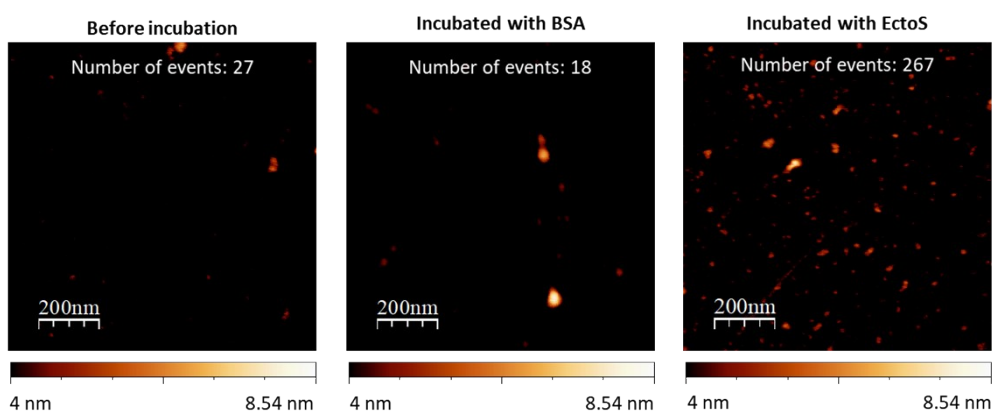 Before incubation
Number of events: 27
200nm
4 nm
8.54 nm
Incubated with BSA
Number of events: 18
200nm
4 nm
8.54 nm
Incubated with EctoS
Number of events: 267
200nm
4 nm
8.54 nm